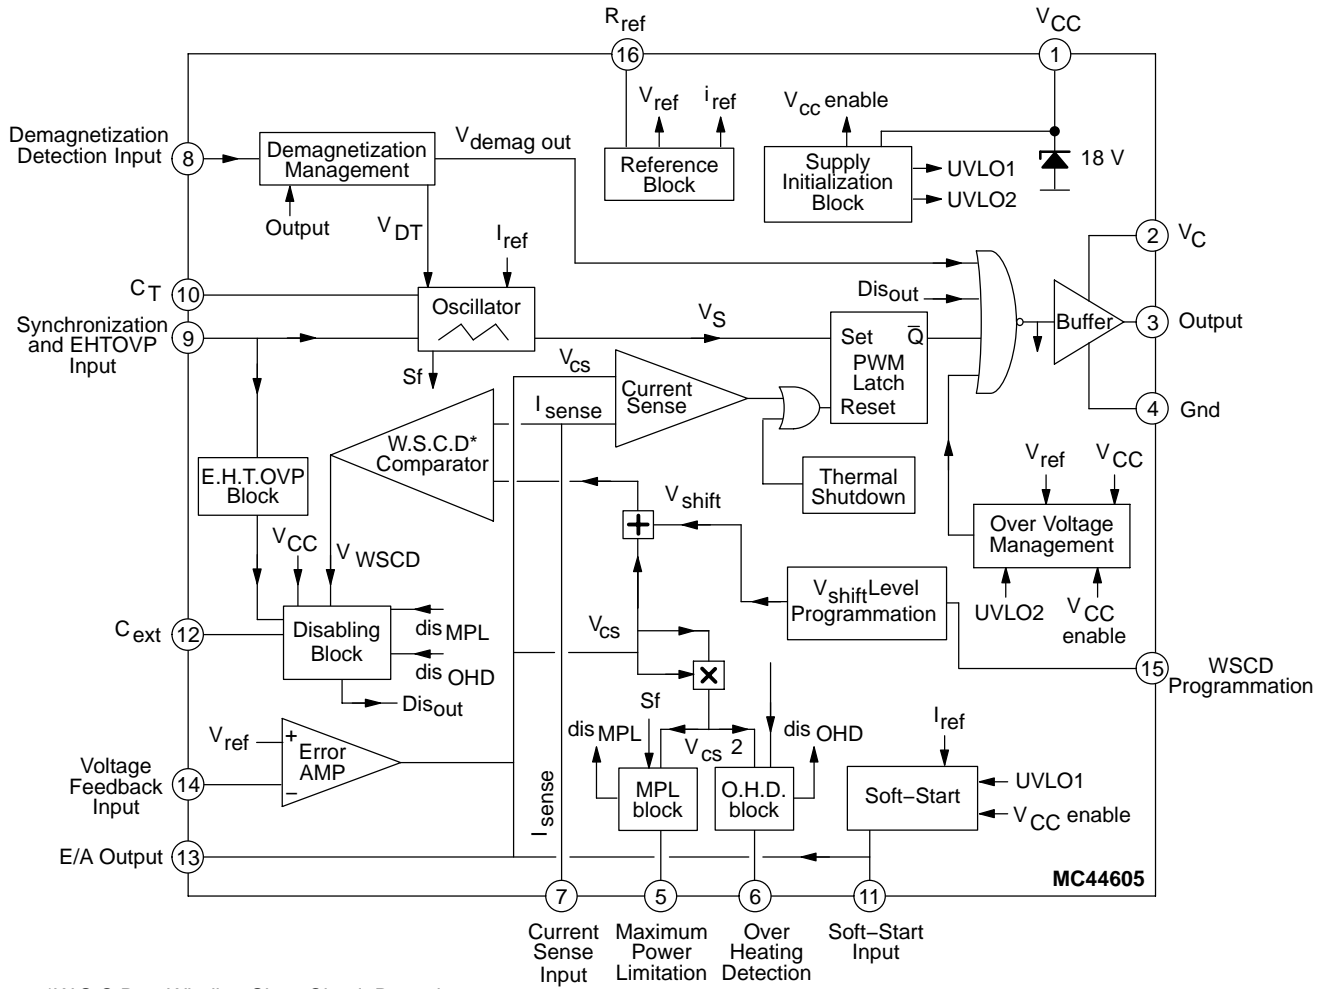 R ref
VCC
16
1
Vref
iref
Vcc enable
Demagnetization
Detection Input
8
Demagnetization
Management
Vdemag out
Reference
Block
Supply
Initialization
Block
UVLO1
UVLO2
18 V
Output
VDT
Iref
2
VC
CT
10
Oscillator
Disout
Synchronization
and EHTOVP
Input
9
VS
Set
Q̅
PWM
Latch
Reset
Buffer
3
Output
Sf
Vcs
Current
Sense
I sense
4
Gnd
W.S.C.D*
Comparator
E.H.T.OVP
Block
Thermal
Shutdown
Vref
VCC
Vshift
+
Over Voltage
Management
VCC
V WSCD
Vshift Level
Programmation
UVLO2
VCC
enable
Cext
12
Disabling
Block
dis MPL
dis OHD
Vcs
×
15
WSCD
Programmation
Disout
Sf
Vref
+
−
Error
AMP
dis MPL
Vcs 2
dis OHD
Iref
Voltage
Feedback
Input
14
I sense
MPL
block
O.H.D.
block
Soft−Start
UVLO1
VCC enable
E/A Output
13
MC44605
7
5
6
11
Current
Sense
Input
Maximum
Power
Limitation
Over
Heating
Detection
Soft−Start
Input